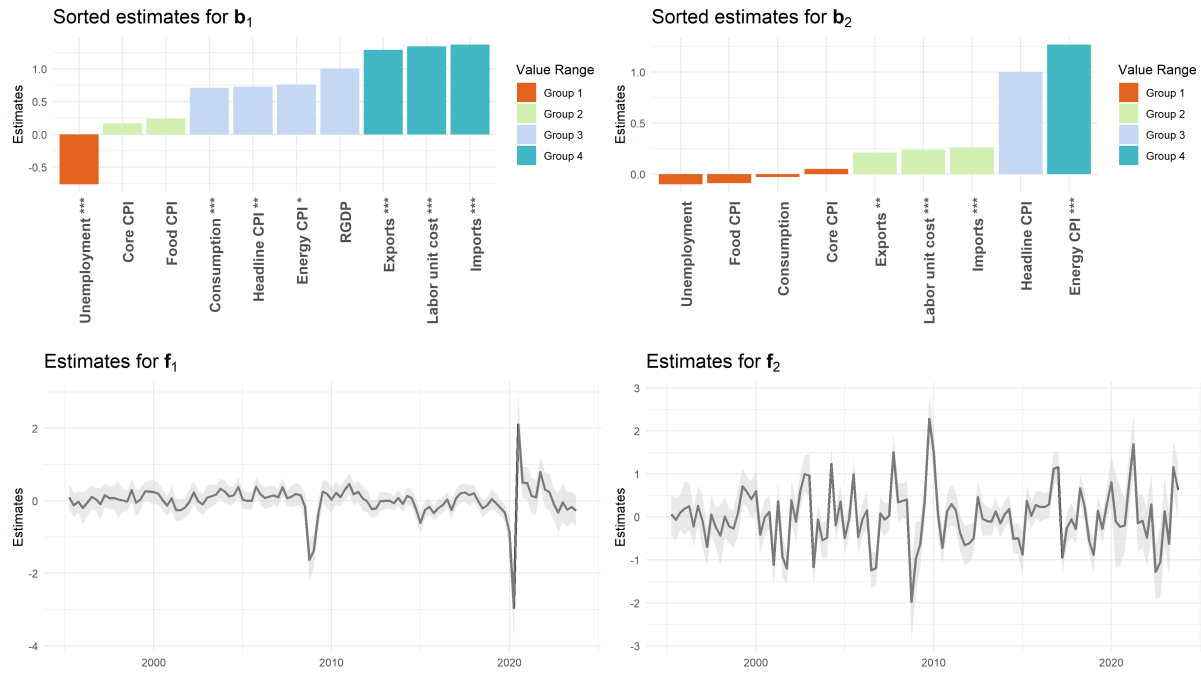 Sorted estimates for b1
Estimates
1.0
0.5
0.0
-0.5
Unemployment ***
Core CPI
Food CPI
Consumption ***
Headline CPI **
Energy CPI *
RGDP
Exports ***
Labor unit cost ***
Imports ***
Value Range
Group 1
Group 2
Group 3
Group 4
Sorted estimates for b2
Estimates
1.0
0.5
0.0
Unemployment
Food CPI
Consumption
Core CPI
Exports **
Labor unit cost ***
Imports ***
Headline CPI
Energy CPI ***
Value Range
Group 1
Group 2
Group 3
Group 4
Estimates for f1
Estimates
2
0
-2
-4
2000
2010
2020
Estimates for f2
Estimates
3
2
1
0
-1
-2
-3
2000
2010
2020